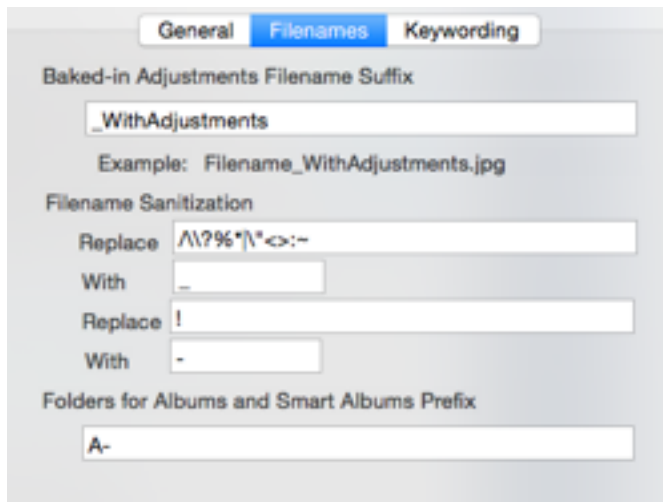 General Filenames Keywording
Baked-in Adjustments Filename Suffix
_WithAdjustments
Example: Filename_WithAdjustments.jpg
Filename Sanitization
Replace /\\?%*|\"<>:~
With _
Replace !
With -
Folders for Albums and Smart Albums Prefix
A-